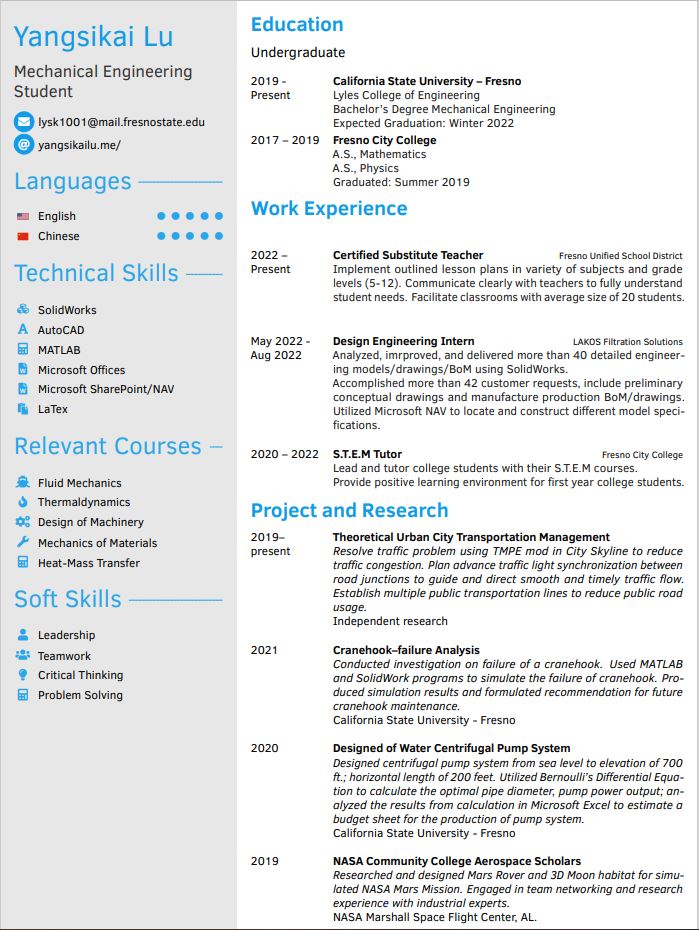 Yangsikai Lu
Mechanical Engineering
Student
lysk1001@mail.fresnostate.edu
yangsikailu.me/
Languages
English
Chinese
Technical Skills
SolidWorks
AutoCAD
MATLAB
Microsoft Offices
Microsoft SharePoint/NAV
LaTex
Relevant Courses
Fluid Mechanics
Thermaldynamics
Design of Machinery
Mechanics of Materials
Heat-Mass Transfer
Soft Skills
Leadership
Teamwork
Critical Thinking
Problem Solving
Education
Undergraduate
2019 - California State University – Fresno
Present Lyles College of Engineering
Bachelor's Degree Mechanical Engineering
Expected Graduation: Winter 2022
2017 – 2019 Fresno City College
A.S., Mathematics
A.S., Physics
Graduated: Summer 2019
Work Experience
2022 – Certified Substitute Teacher Fresno Unified School District
Present Implement outlined lesson plans in variety of subjects and grade
levels (5-12). Communicate clearly with teachers to fully understand
student needs. Facilitate classrooms with average size of 20 students.
May 2022 - Design Engineering Intern LAKOS Filtration Solutions
Aug 2022 Analyzed, imrproved, and delivered more than 40 detailed engineer-
ing models/drawings/BoM using SolidWorks.
Accomplished more than 42 customer requests, include preliminary
conceptual drawings and manufacture production BoM/drawings.
Utilized Microsoft NAV to locate and construct different model speci-
fications.
2020 – 2022 S.T.E.M Tutor Fresno City College
Lead and tutor college students with their S.T.E.M courses.
Provide positive learning environment for first year college students.
Project and Research
2019– Theoretical Urban City Transportation Management
present Resolve traffic problem using TMPE mod in City Skyline to reduce
traffic congestion. Plan advance traffic light synchronization between
road junctions to guide and direct smooth and timely traffic flow.
Establish multiple public transportation lines to reduce public road
usage.
Independent research
2021 Cranehook–failure Analysis
Conducted investigation on failure of a cranehook. Used MATLAB
and SolidWork programs to simulate the failure of cranehook. Pro-
duced simulation results and formulated recommendation for future
cranehook maintenance.
California State University - Fresno
2020 Designed of Water Centrifugal Pump System
Designed centrifugal pump system from sea level to elevation of 700
ft.; horizontal length of 200 feet. Utilized Bernoulli's Differential Equa-
tion to calculate the optimal pipe diameter, pump power output; an-
alyzed the results from calculation in Microsoft Excel to estimate a
budget sheet for the production of pump system.
California State University - Fresno
2019 NASA Community College Aerospace Scholars
Researched and designed Mars Rover and 3D Moon habitat for simu-
lated NASA Mars Mission. Engaged in team networking and research
experience with industrial experts.
NASA Marshall Space Flight Center, AL.